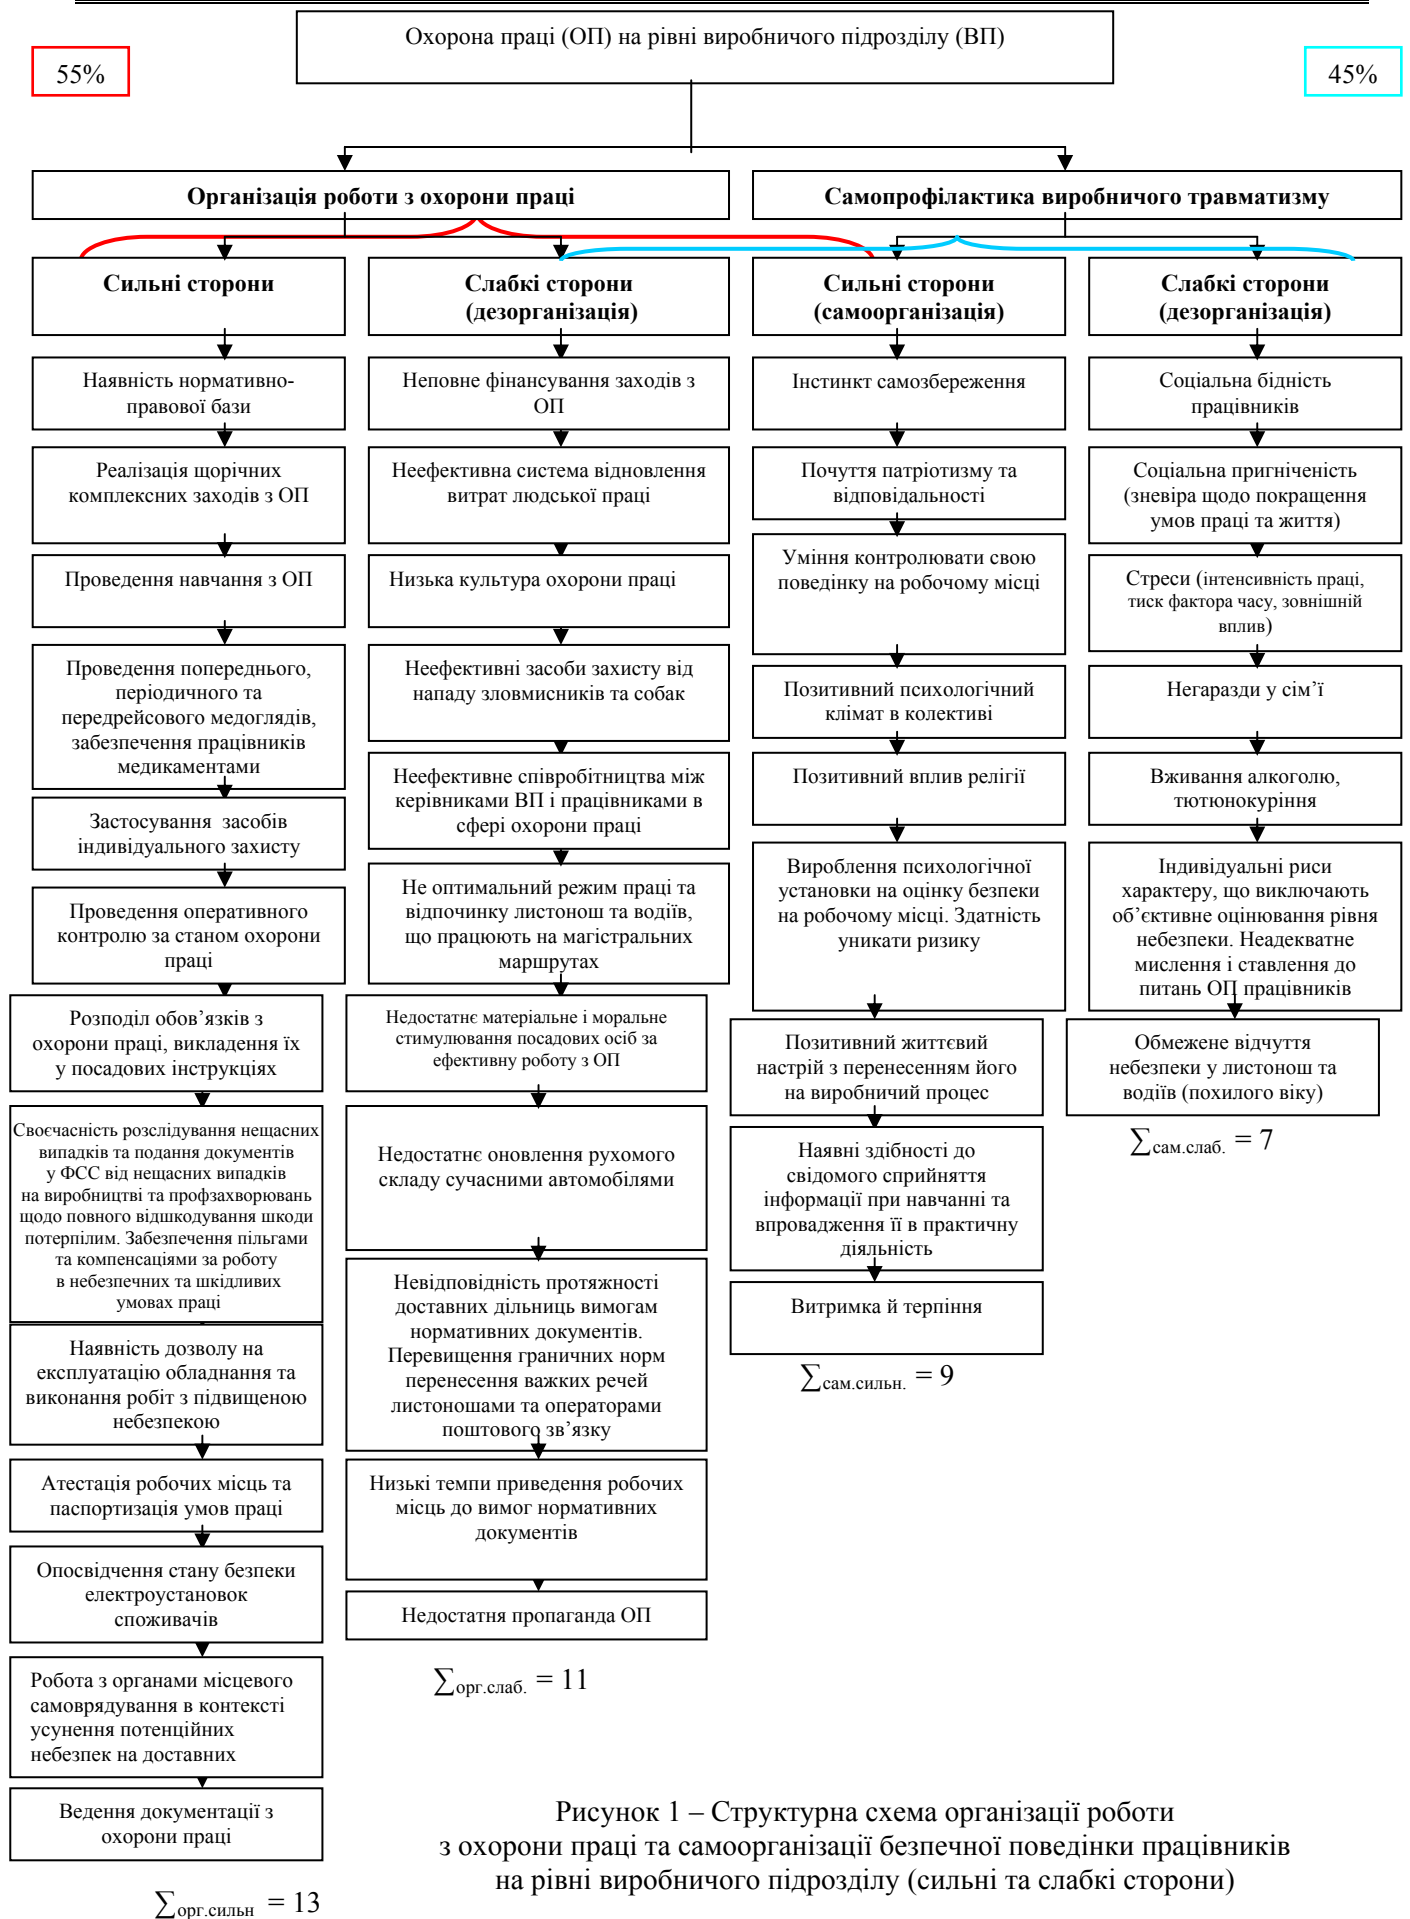 Охорона праці (ОП) на рівні виробничого підрозділу (ВП)
55%
45%
Організація роботи з охорони праці
Самопрофілактика виробничого травматизму
Сильні сторони
Наявність нормативно-
правової бази
Реалізація щорічних
комплексних заходів з ОП
Проведення навчання з ОП
Проведення попереднього,
періодичного та
передрейсового медоглядів,
забезпечення працівників
медикаментами
Застосування засобів
індивідуального захисту
Проведення оперативного
контролю за станом охорони
праці
Розподіл обов’язків з
охорони праці, викладення їх
у посадових інструкціях
Своєчасність розслідування нещасних
випадків та подання документів
у ФСС від нещасних випадків
на виробництві та профзахворювань
щодо повного відшкодування шкоди
потерпілим. Забезпечення пільгами
та компенсаціями за роботу
в небезпечних та шкідливих
умовах праці
Наявність дозволу на
експлуатацію обладнання та
виконання робіт з підвищеною
небезпекою
Атестація робочих місць та
паспортизація умов праці
Опосвідчення стану безпеки
електроустановок
споживачів
Робота з органами місцевого
самоврядування в контексті
усунення потенційних
небезпек на доставних
Ведення документації з
охорони праці
∑орг.сильн = 13
Слабкі сторони
(дезорганізація)
Неповне фінансування заходів з
ОП
Неефективна система відновлення
витрат людської праці
Низька культура охорони праці
Неефективні засоби захисту від
нападу зловмисників та собак
Неефективне співробітництва між
керівниками ВП і працівниками в
сфері охорони праці
Не оптимальний режим праці та
відпочинку листонош та водіїв,
що працюють на магістральних
маршрутах
Недостатнє матеріальне і моральне
стимулювання посадових осіб за
ефективну роботу з ОП
Недостатнє оновлення рухомого
складу сучасними автомобілями
Невідповідність протяжності
доставних дільниць вимогам
нормативних документів.
Перевищення граничних норм
перенесення важких речей
листоношами та операторами
поштового зв’язку
Низькі темпи приведення робочих
місць до вимог нормативних
документів
Недостатня пропаганда ОП
∑орг.слаб. = 11
Сильні сторони
(самоорганізація)
Інстинкт самозбереження
Почуття патріотизму та
відповідальності
Уміння контролювати свою
поведінку на робочому місці
Позитивний психологічний
клімат в колективі
Позитивний вплив релігії
Вироблення психологічної
установки на оцінку безпеки
на робочому місці. Здатність
уникати ризику
Позитивний життєвий
настрій з перенесенням його
на виробничий процес
Наявні здібності до
свідомого сприйняття
інформації при навчанні та
впровадження її в практичну
діяльність
Витримка й терпіння
∑сам.сильн. = 9
Слабкі сторони
(дезорганізація)
Соціальна бідність
працівників
Соціальна пригніченість
(зневіра щодо покращення
умов праці та життя)
Стреси (інтенсивність праці,
тиск фактора часу, зовнішній
вплив)
Негаразди у сім’ї
Вживання алкоголю,
тютюнокуріння
Індивідуальні риси
характеру, що виключають
об’єктивне оцінювання рівня
небезпеки. Неадекватне
мислення і ставлення до
питань ОП працівників
Обмежене відчуття
небезпеки у листонош та
водіїв (похилого віку)
∑сам.слаб. = 7
Рисунок 1 – Структурна схема організації роботи
з охорони праці та самоорганізації безпечної поведінки працівників
на рівні виробничого підрозділу (сильні та слабкі сторони)